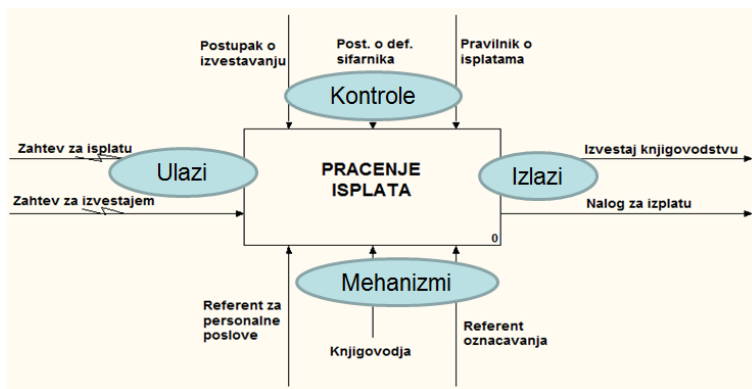 Postupak o
izvestavanju
Post. o def.
sifarnika
Pravilnik o
isplatama
Kontrole
Zahtev za isplatu
Ulazi
Zahtev za izvestajem
PRACENJE
ISPLATA
0
Izvestaj knjigovodstvu
Izlazi
Nalog za izplatu
Mehanizmi
Referent za
personalne
poslove
Knjigovodja
Referent
oznacavanja